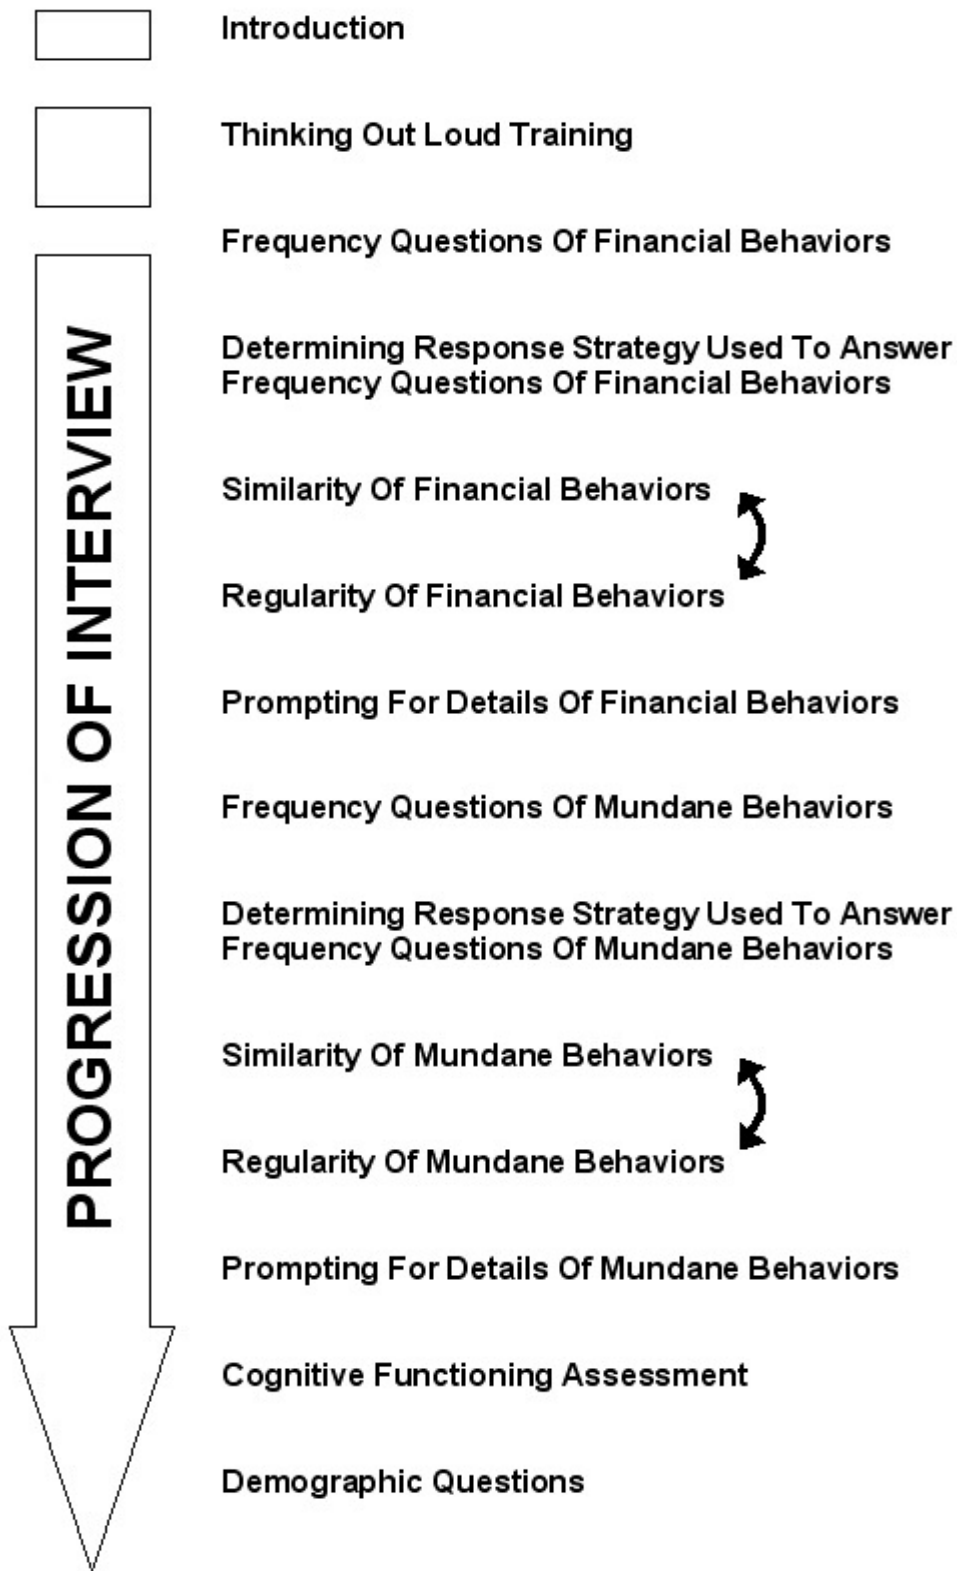 Introduction
Thinking Out Loud Training
Frequency Questions Of Financial Behaviors
Determining Response Strategy Used To Answer
Frequency Questions Of Financial Behaviors
Similarity Of Financial Behaviors
Regularity Of Financial Behaviors
Prompting For Details Of Financial Behaviors
Frequency Questions Of Mundane Behaviors
Determining Response Strategy Used To Answer
Frequency Questions Of Mundane Behaviors
Similarity Of Mundane Behaviors
Regularity Of Mundane Behaviors
Prompting For Details Of Mundane Behaviors
Cognitive Functioning Assessment
Demographic Questions
PROGRESSION OF INTERVIEW